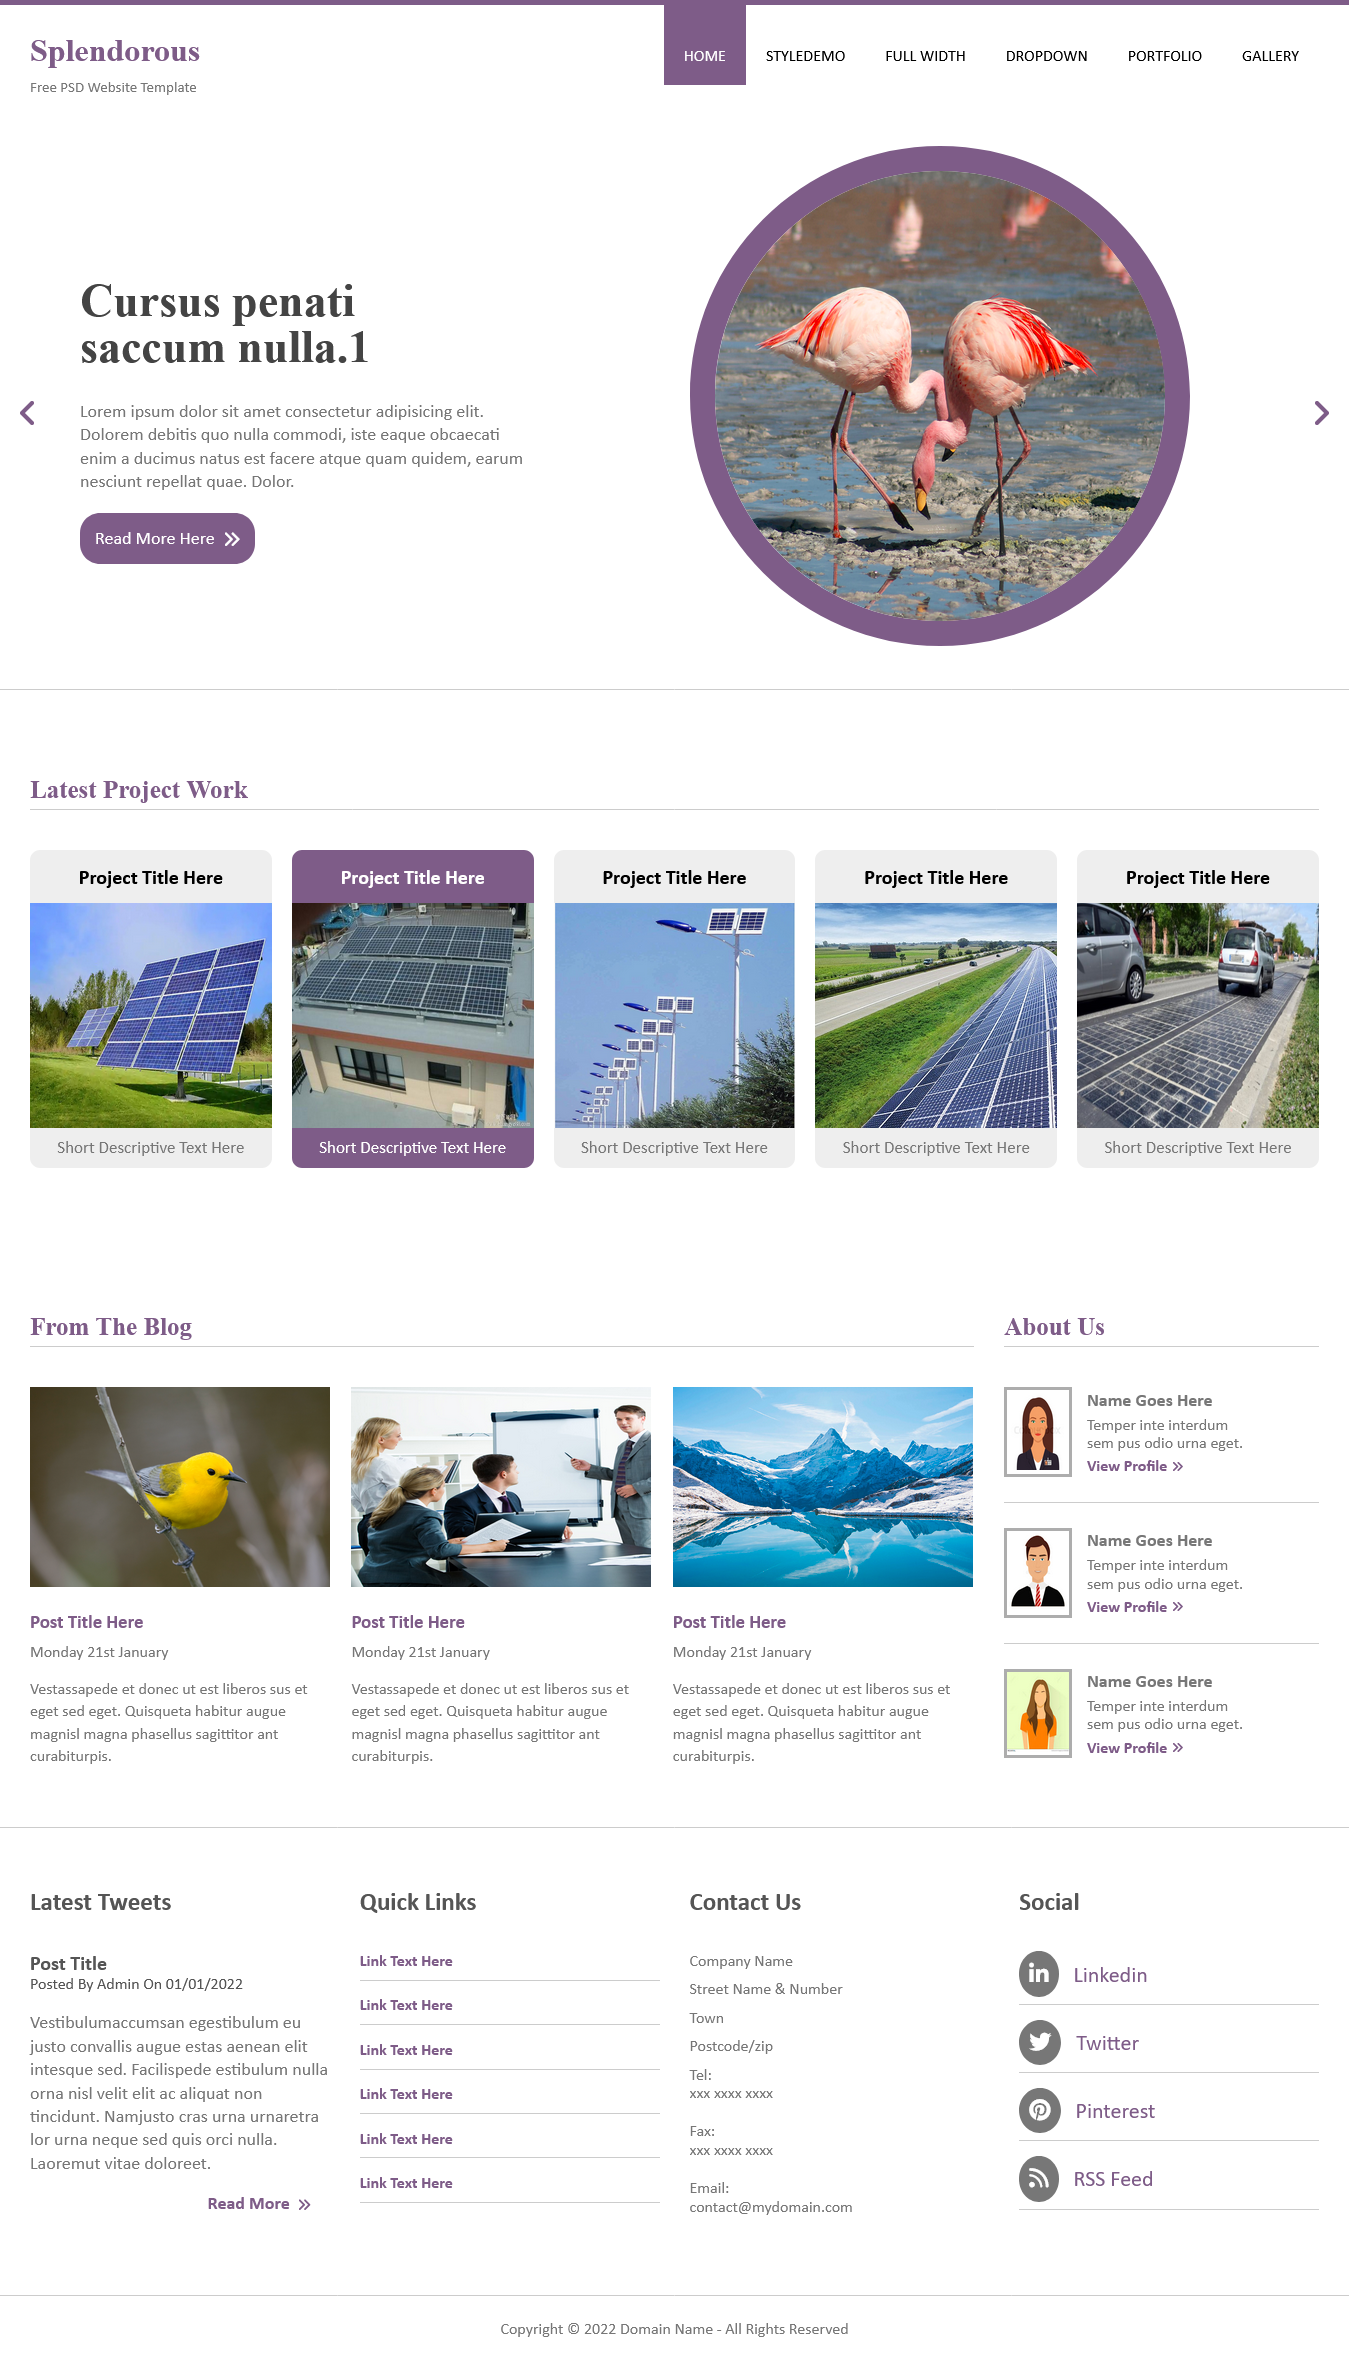 Splendorous
Free PSD Website Template
HOME
STYLEDEMO
FULL WIDTH
DROPDOWN
PORTFOLIO
GALLERY
Cursus penati
saccum nulla.1
Lorem ipsum dolor sit amet consectetur adipisicing elit.
Dolorem debitis quo nulla commodi, iste eaque obcaecati
enim a ducimus natus est facere atque quam quidem, earum
nesciunt repellat quae. Dolor.
Read More Here »
Latest Project Work
Project Title Here
Short Descriptive Text Here
Project Title Here
Short Descriptive Text Here
Project Title Here
Short Descriptive Text Here
Project Title Here
Short Descriptive Text Here
Project Title Here
Short Descriptive Text Here
From The Blog
Post Title Here
Monday 21st January
Vestassapede et donec ut est liberos sus et
eget sed eget. Quisqueta habitur augue
magnisl magna phasellus sagittitor ant
curabiturpis.
Post Title Here
Monday 21st January
Vestassapede et donec ut est liberos sus et
eget sed eget. Quisqueta habitur augue
magnisl magna phasellus sagittitor ant
curabiturpis.
Post Title Here
Monday 21st January
Vestassapede et donec ut est liberos sus et
eget sed eget. Quisqueta habitur augue
magnisl magna phasellus sagittitor ant
curabiturpis.
About Us
Name Goes Here
Temper inte interdum
sem pus odio urna eget.
View Profile »
Name Goes Here
Temper inte interdum
sem pus odio urna eget.
View Profile »
Name Goes Here
Temper inte interdum
sem pus odio urna eget.
View Profile »
Latest Tweets
Post Title
Posted By Admin On 01/01/2022
Vestibulumaccumsan egestibulum eu
justo convallis augue estas aenean elit
intesque sed. Facilispede estibulum nulla
orna nisl velit elit ac aliquat non
tincidunt. Namjusto cras urna urnaretra
lor urna neque sed quis orci nulla.
Laoremut vitae doloreet.
Read More »
Quick Links
Link Text Here
Link Text Here
Link Text Here
Link Text Here
Link Text Here
Link Text Here
Contact Us
Company Name
Street Name & Number
Town
Postcode/zip
Tel:
xxx xxxx xxxx
Fax:
xxx xxxx xxxx
Email:
contact@mydomain.com
Social
in Linkedin
Twitter
Pinterest
RSS Feed
Copyright © 2022 Domain Name - All Rights Reserved